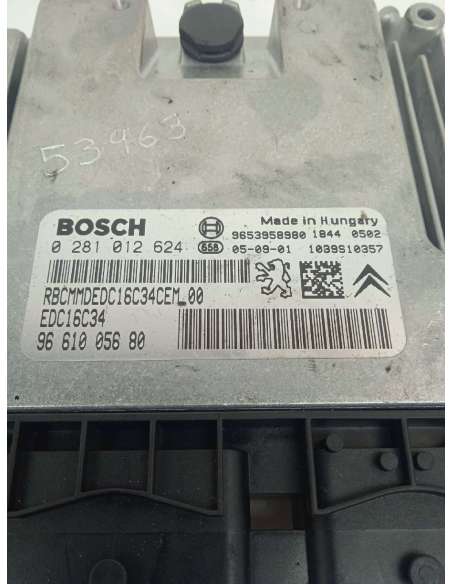 53463
BOSCH
Made in Hungary
9653958980 1844 0502
0 281 012 624 658 05-09-01 1039S10357
RBCMMDEDC16C34CEM_00
EDC16C34
96 610 056 80